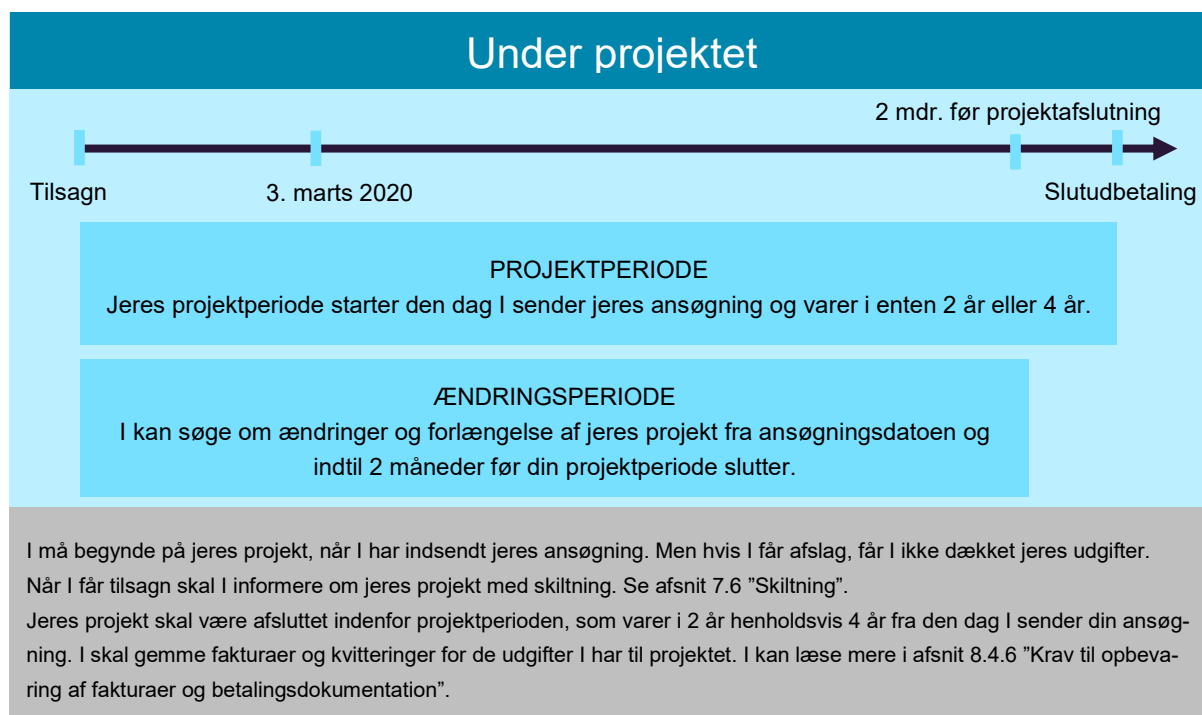 Under projektet
2 mdr. før projektafslutning
Tilsagn
3. marts 2020
Slutudbetaling
PROJEKTPERIODE
Jeres projektperiode starter den dag I sender jeres ansøgning og varer i enten 2 år eller 4 år.
ÆNDRINGSPERIODE
I kan søge om ændringer og forlængelse af jeres projekt fra ansøgningsdatoen og
indtil 2 måneder før din projektperiode slutter.
I må begynde på jeres projekt, når I har indsendt jeres ansøgning. Men hvis I får afslag, får I ikke dækket jeres udgifter.
Når I får tilsagn skal I informere om jeres projekt med skiltning. Se afsnit 7.6 ”Skiltning”.
Jeres projekt skal være afsluttet indenfor projektperioden, som varer i 2 år henholdsvis 4 år fra den dag I sender din ansøg-
ning. I skal gemme fakturaer og kvitteringer for de udgifter I har til projektet. I kan læse mere i afsnit 8.4.6 ”Krav til opbeva-
ring af fakturaer og betalingsdokumentation”.